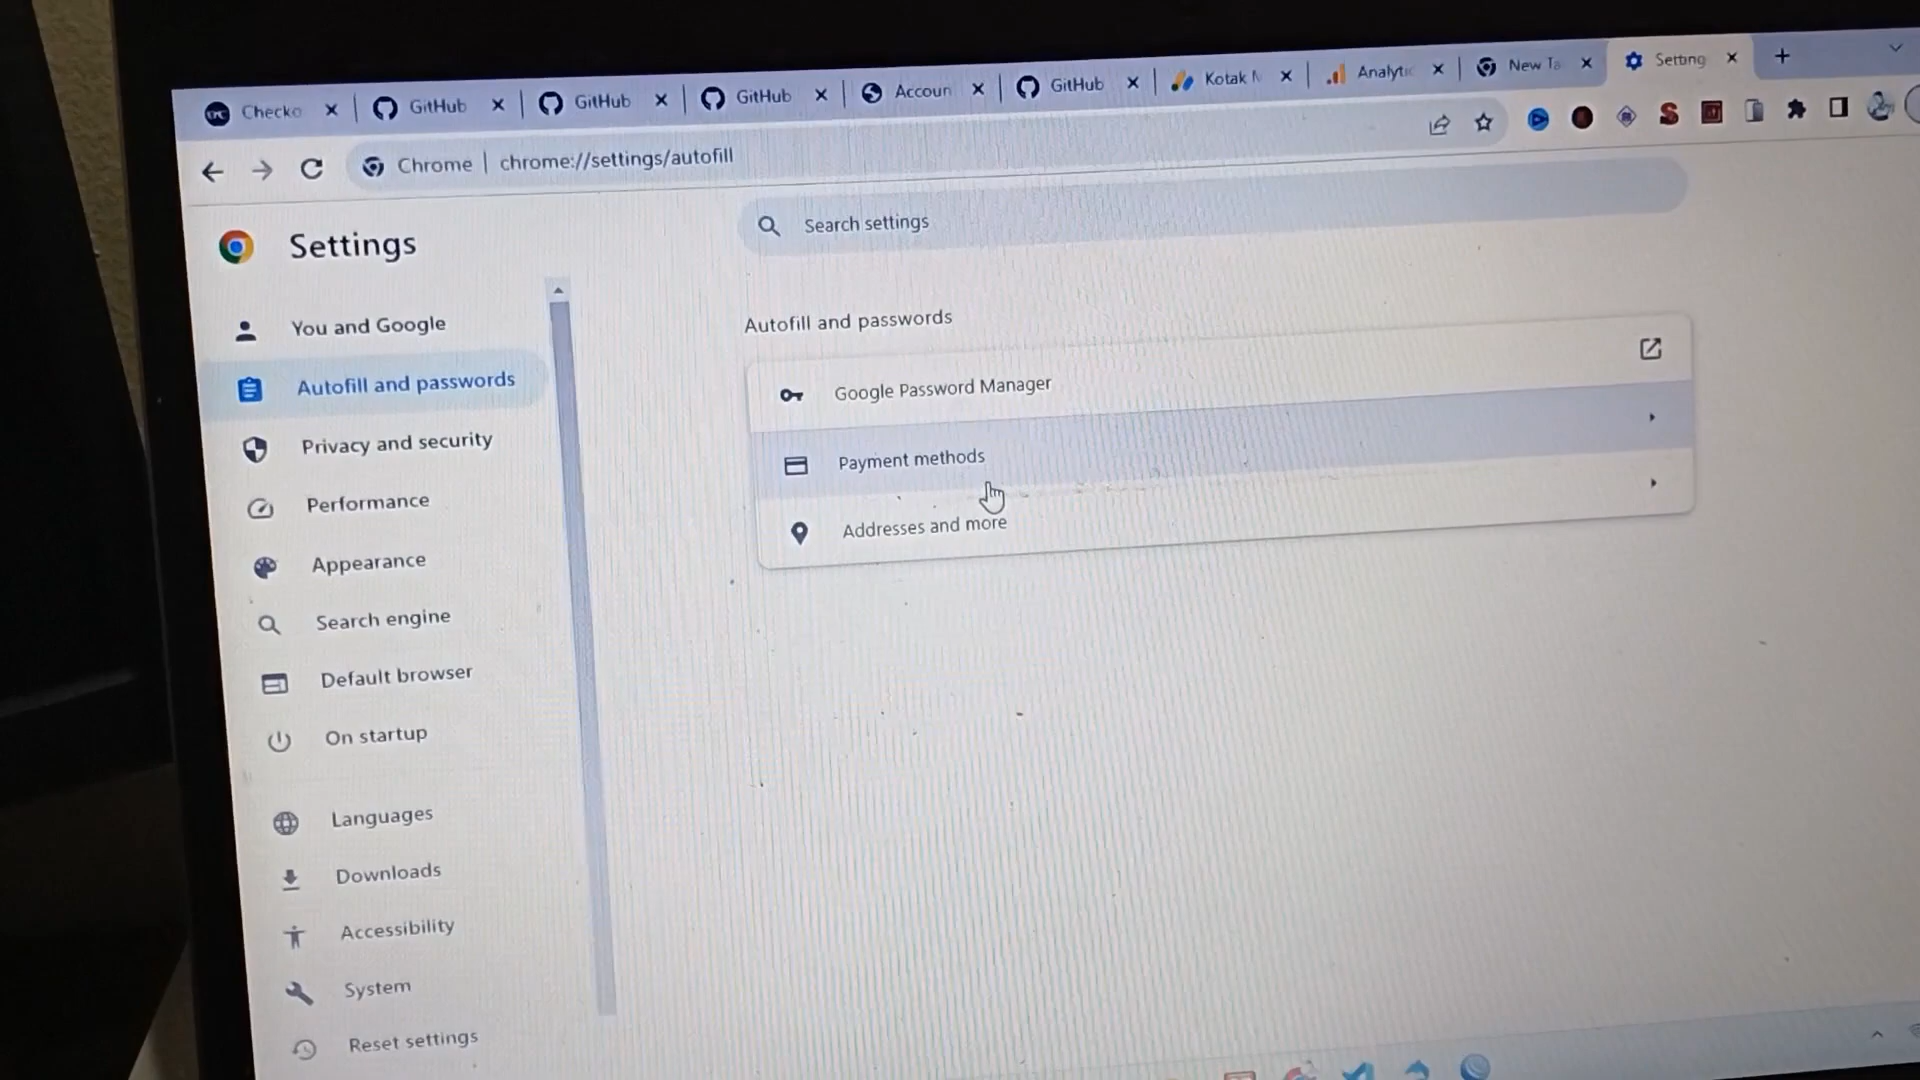 Checko
GitHub
GitHub
GitHub
Accoun
GitHub
Kotak
Analytic
New Ta
Setting
Chrome | chrome://settings/autofill
Settings
Search settings
You and Google
Autofill and passwords
Privacy and security
Performance
Appearance
Search engine
Default browser
On startup
Languages
Downloads
Accessibility
System
Reset settings
Autofill and passwords
Google Password Manager
Payment methods
Addresses and more